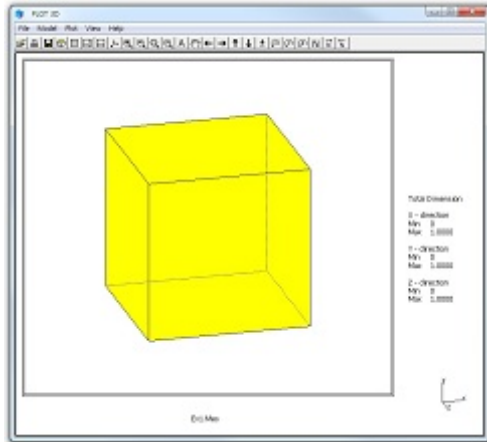 PLOT 3D
File Model Plot View Help
Total Dimension
X - direction
Min 0
Max 1.0000
Y - direction
Min 0
Max 1.0000
Z - direction
Min 0
Max 1.0000